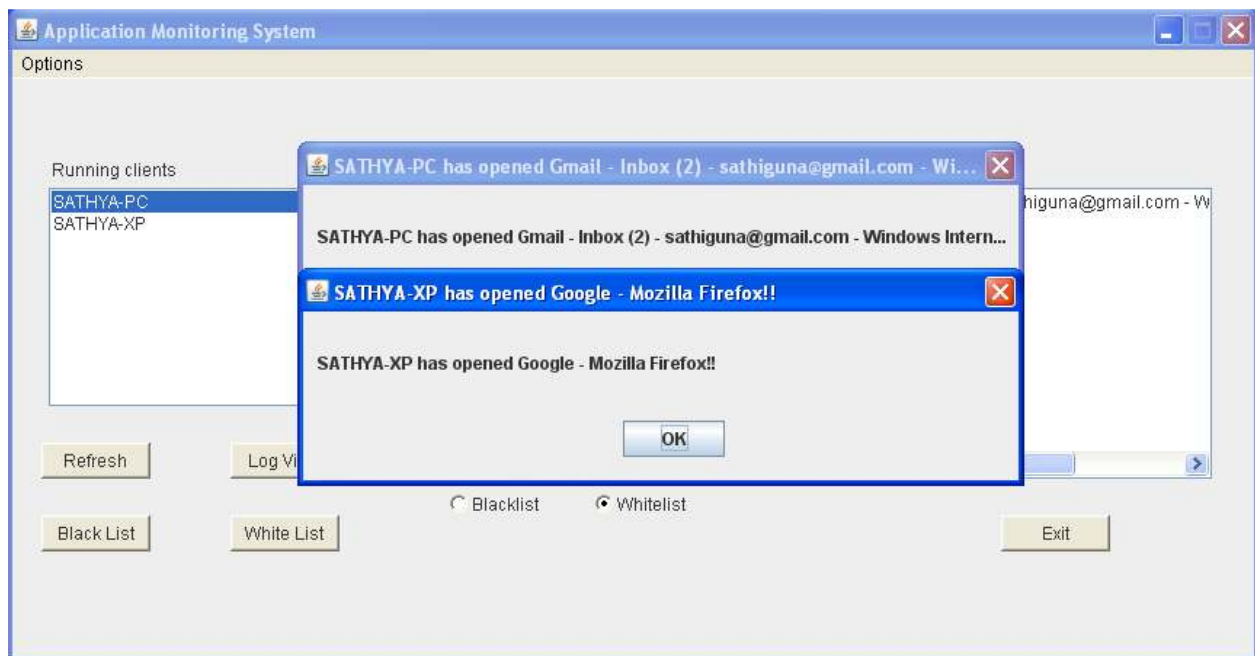 Application Monitoring System
Options
Running clients
SATHYA-PC
SATHYA-XP
SATHYA-PC has opened Gmail - Inbox (2) - sathiguna@gmail.com - Wi...
SATHYA-PC has opened Gmail - Inbox (2) - sathiguna@gmail.com - Windows Intern...
higuna@gmail.com - W
SATHYA-XP has opened Google - Mozilla Firefox!!
SATHYA-XP has opened Google - Mozilla Firefox!!
OK
Refresh
Log Vi
Blacklist
Whitelist
Black List
White List
Exit